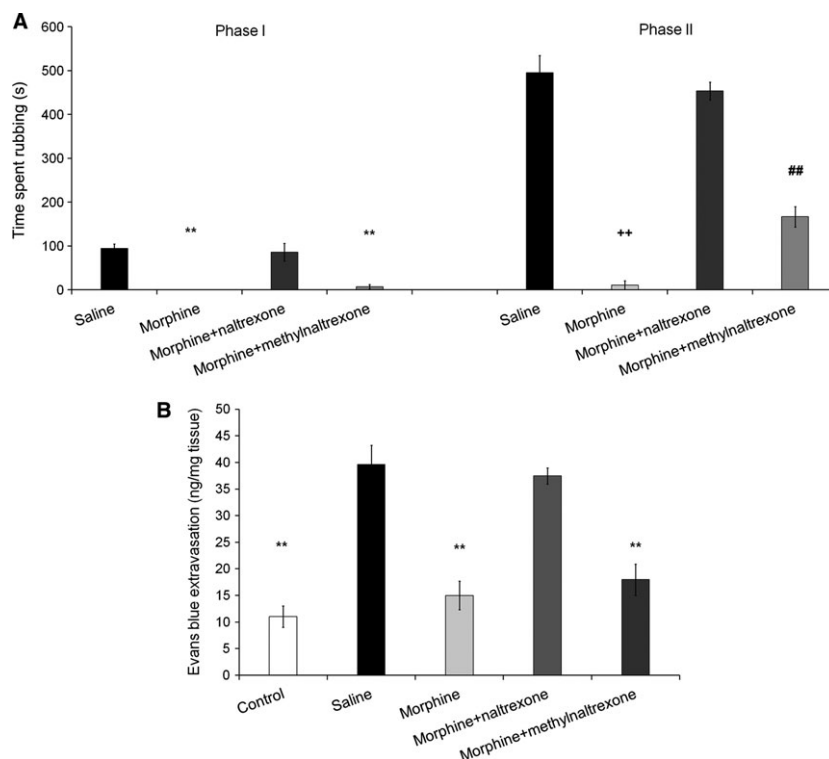 A
Phase I
Phase II
Time spent rubbing (s)
600
500
400
300
200
100
0
**
**
++
##
Saline
Morphine
Morphine+naltrexone
Morphine+methylnaltrexone
Saline
Morphine
Morphine+naltrexone
Morphine+methylnaltrexone
B
Evans blue extravasation (ng/mg tissue)
50
45
40
35
30
25
20
15
10
5
0
**
**
**
Control
Saline
Morphine
Morphine+naltrexone
Morphine+methylnaltrexone